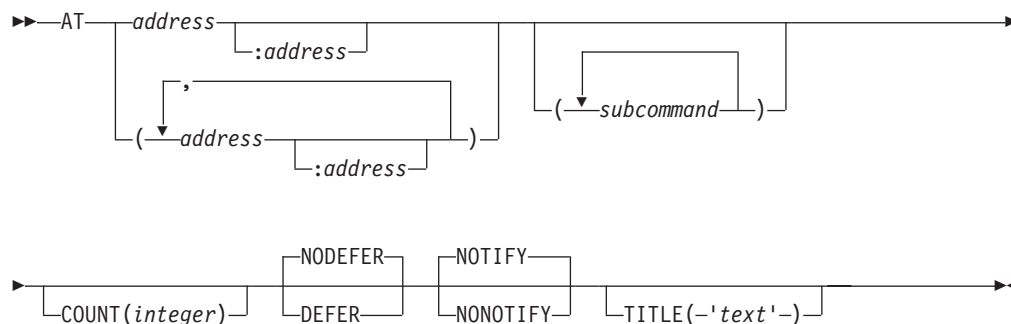 AT address
:address
,
( address )
:address
( subcommand )
COUNT(integer)
NODEFER
DEFER
NOTIFY
NONOTIFY
TITLE('text')